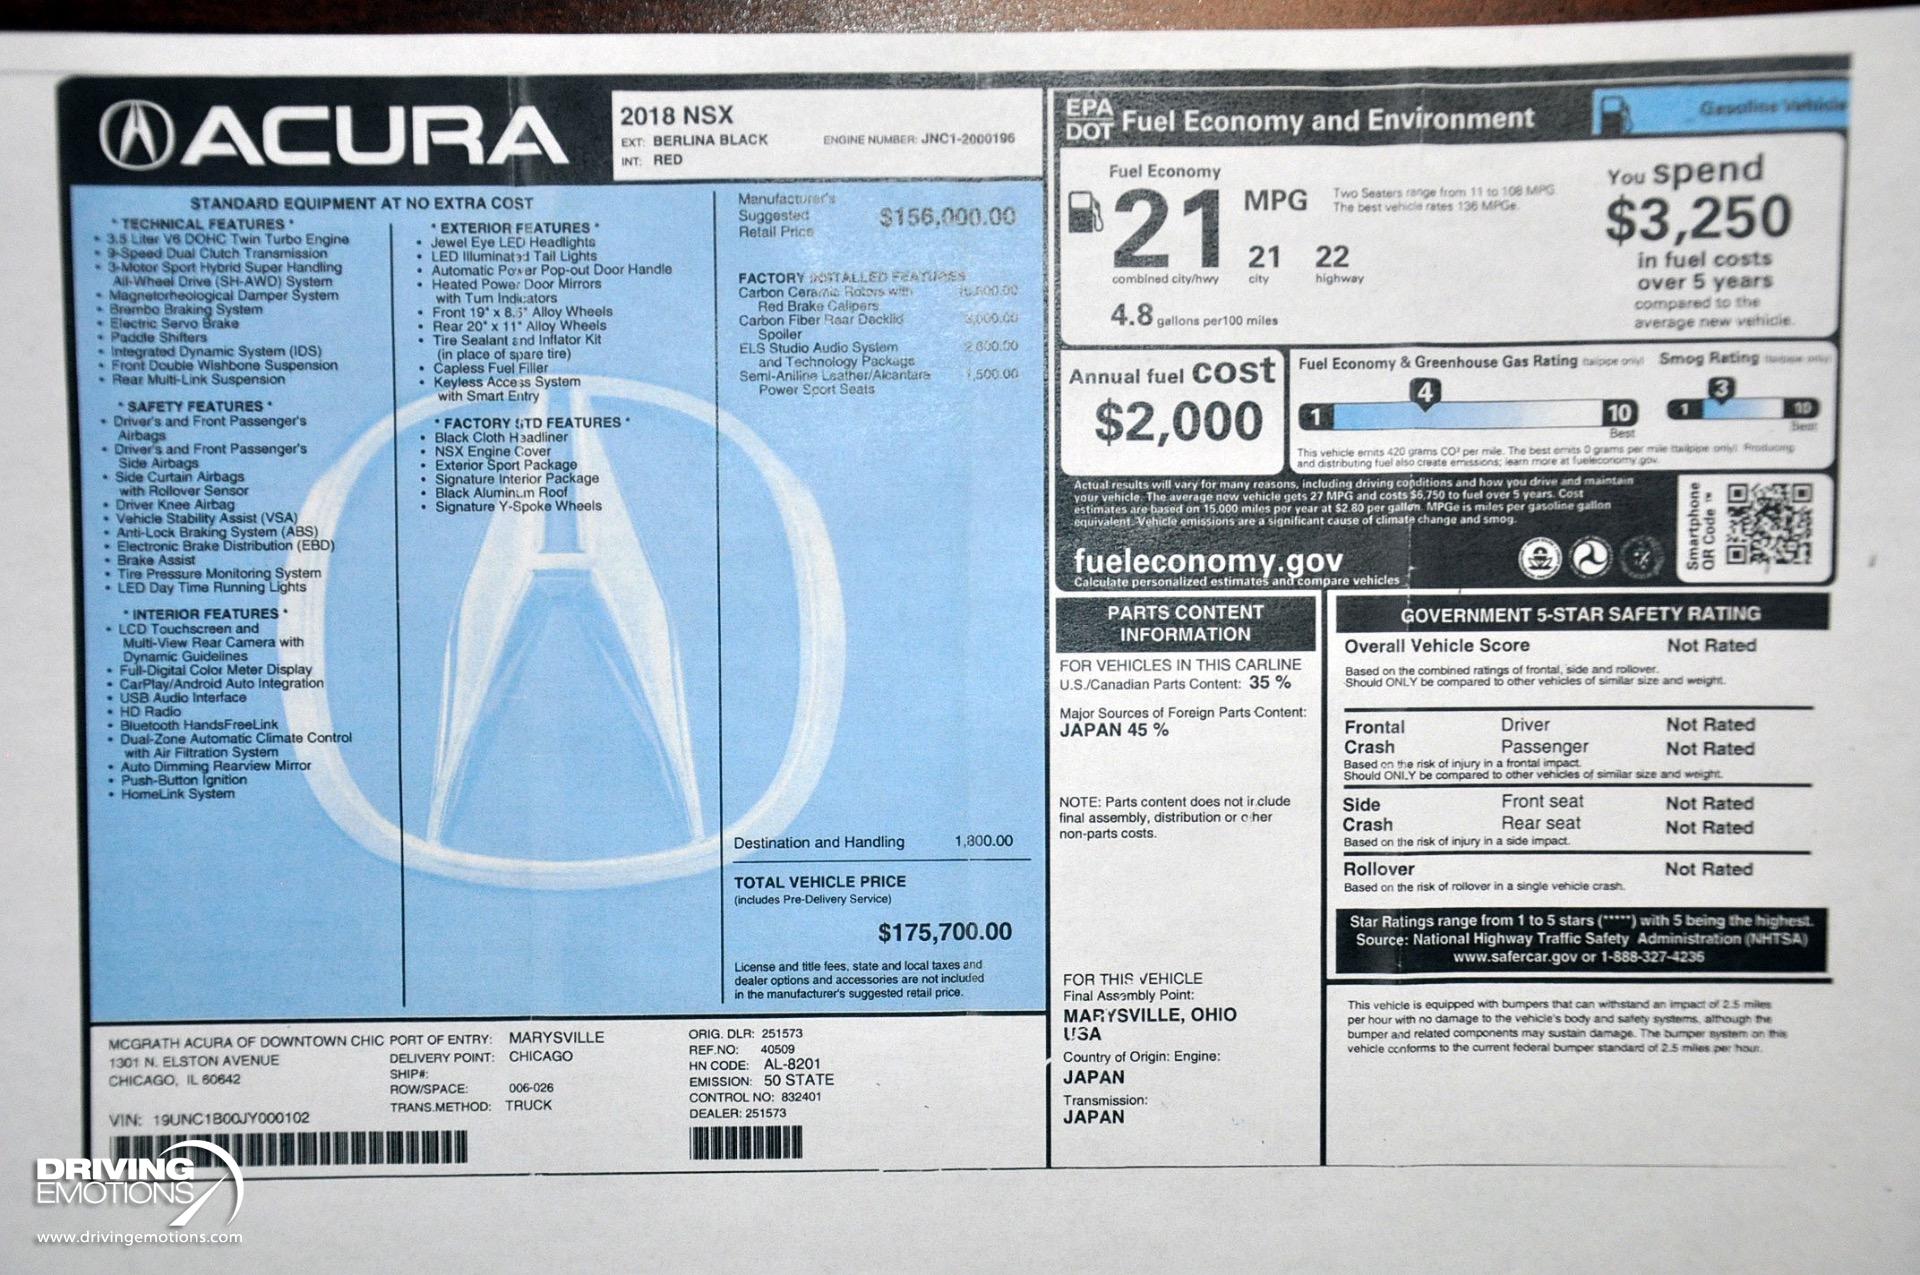 ACURA
2018 NSX
EXT: BERLINA BLACK
ENGINE NUMBER: JNC1-2000196
INT: RED
STANDARD EQUIPMENT AT NO EXTRA COST
* TECHNICAL FEATURES *
• 3.5 Liter V6 DOHC Twin Turbo Engine
• 9-Speed Dual Clutch Transmission
• 3-Motor Sport Hybrid Super Handling
All-Wheel Drive (SH-AWD) System
• Magnetorheological Damper System
• Brembo Braking System
• Electric Servo Brake
• Paddle Shifters
• Integrated Dynamic System (IDS)
• Front Double Wishbone Suspension
• Rear Multi-Link Suspension
* SAFETY FEATURES *
• Driver's and Front Passenger's
Airbags
• Driver's and Front Passenger's
Side Airbags
• Side Curtain Airbags
with Rollover Sensor
• Driver Knee Airbag
• Vehicle Stability Assist (VSA)
• Anti-Lock Braking System (ABS)
• Electronic Brake Distribution (EBD)
• Brake Assist
• Tire Pressure Monitoring System
• LED Day Time Running Lights
* INTERIOR FEATURES *
• LCD Touchscreen and
Multi-View Rear Camera with
Dynamic Guidelines
• Full-Digital Color Meter Display
• CarPlay/Android Auto Integration
• USB Audio Interface
• HD Radio
• Bluetooth HandsFreeLink
• Dual-Zone Automatic Climate Control
with Air Filtration System
• Auto Dimming Rearview Mirror
• Push-Button Ignition
• HomeLink System
* EXTERIOR FEATURES *
• Jewel Eye LED Headlights
• LED Illuminated Tail Lights
• Automatic Power Pop-out Door Handle
• Heated Power Door Mirrors
with Turn Indicators
• Front 19" x 8.5" Alloy Wheels
• Rear 20" x 11" Alloy Wheels
• Tire Sealant and Inflator Kit
(in place of spare tire)
• Capless Fuel Filler
• Keyless Access System
with Smart Entry
* FACTORY STD FEATURES *
• Black Cloth Headliner
• NSX Engine Cover
• Exterior Sport Package
• Signature Interior Package
• Black Aluminum Roof
• Signature Y-Spoke Wheels
Manufacturer's
Suggested
Retail Price
$156,000.00
FACTORY INSTALLED FEATURES
Carbon Ceramic Rotors with
Red Brake Calipers
Carbon Fiber Rear Decklid 3,000.00
Spoiler
ELS Studio Audio System 2,800.00
and Technology Package
Semi-Aniline Leather/Alcantara 1,500.00
Power Sport Seats
Destination and Handling 1,800.00
TOTAL VEHICLE PRICE
(includes Pre-Delivery Service)
$175,700.00
License and title fees, state and local taxes and
dealer options and accessories are not included
in the manufacturer's suggested retail price.
MCGRATH ACURA OF DOWNTOWN CHIC
1301 N. ELSTON AVENUE
CHICAGO, IL 60642
VIN: 19UNC1B00JY000102
PORT OF ENTRY: MARYSVILLE
DELIVERY POINT: CHICAGO
SHIP#:
ROW/SPACE: 006-026
TRANS.METHOD: TRUCK
ORIG. DLR: 251573
REF.NO: 40509
HN CODE: AL-8201
EMISSION: 50 STATE
CONTROL NO: 832401
DEALER: 251573
EPA
DOT
Fuel Economy and Environment
Gasoline Vehicle
Fuel Economy
21 MPG
combined city/hwy
21
city
22
highway
4.8 gallons per 100 miles
Two Seaters range from 11 to 108 MPG.
The best vehicle rates 136 MPGe.
You spend
$3,250
in fuel costs
over 5 years
compared to the
average new vehicle.
Annual fuel cost
$2,000
Fuel Economy & Greenhouse Gas Rating (tailpipe only)
1
4
10
Best
Smog Rating (tailpipe only)
1
3
10
Best
This vehicle emits 420 grams CO² per mile. The best emits 0 grams per mile (tailpipe only). Producing
and distributing fuel also create emissions; learn more at fueleconomy.gov.
Actual results will vary for many reasons, including driving conditions and how you drive and maintain
your vehicle. The average new vehicle gets 27 MPG and costs $6,750 to fuel over 5 years. Cost
estimates are based on 15,000 miles per year at $2.80 per gallon. MPGe is miles per gasoline gallon
equivalent. Vehicle emissions are a significant cause of climate change and smog.
fueleconomy.gov
Calculate personalized estimates and compare vehicles
Smartphone
QR Code ™
PARTS CONTENT
INFORMATION
FOR VEHICLES IN THIS CARLINE
U.S./Canadian Parts Content: 35 %
Major Sources of Foreign Parts Content:
JAPAN 45 %
NOTE: Parts content does not include
final assembly, distribution or other
non-parts costs.
FOR THIS VEHICLE
Final Assembly Point:
MARYSVILLE, OHIO
USA
Country of Origin: Engine:
JAPAN
Transmission:
JAPAN
GOVERNMENT 5-STAR SAFETY RATING
Overall Vehicle Score Not Rated
Based on the combined ratings of frontal, side and rollover.
Should ONLY be compared to other vehicles of similar size and weight.
Frontal Driver Not Rated
Crash Passenger Not Rated
Based on the risk of injury in a frontal impact.
Should ONLY be compared to other vehicles of similar size and weight.
Side Front seat Not Rated
Crash Rear seat Not Rated
Based on the risk of injury in a side impact.
Rollover Not Rated
Based on the risk of rollover in a single vehicle crash.
Star Ratings range from 1 to 5 stars (*****) with 5 being the highest.
Source: National Highway Traffic Safety Administration (NHTSA)
www.safercar.gov or 1-888-327-4236
This vehicle is equipped with bumpers that can withstand an impact of 2.5 miles
per hour with no damage to the vehicle's body and safety systems, although the
bumper and related components may sustain damage. The bumper system on this
vehicle conforms to the current federal bumper standard of 2.5 miles per hour.
DRIVING
EMOTIONS
www.drivingemotions.com